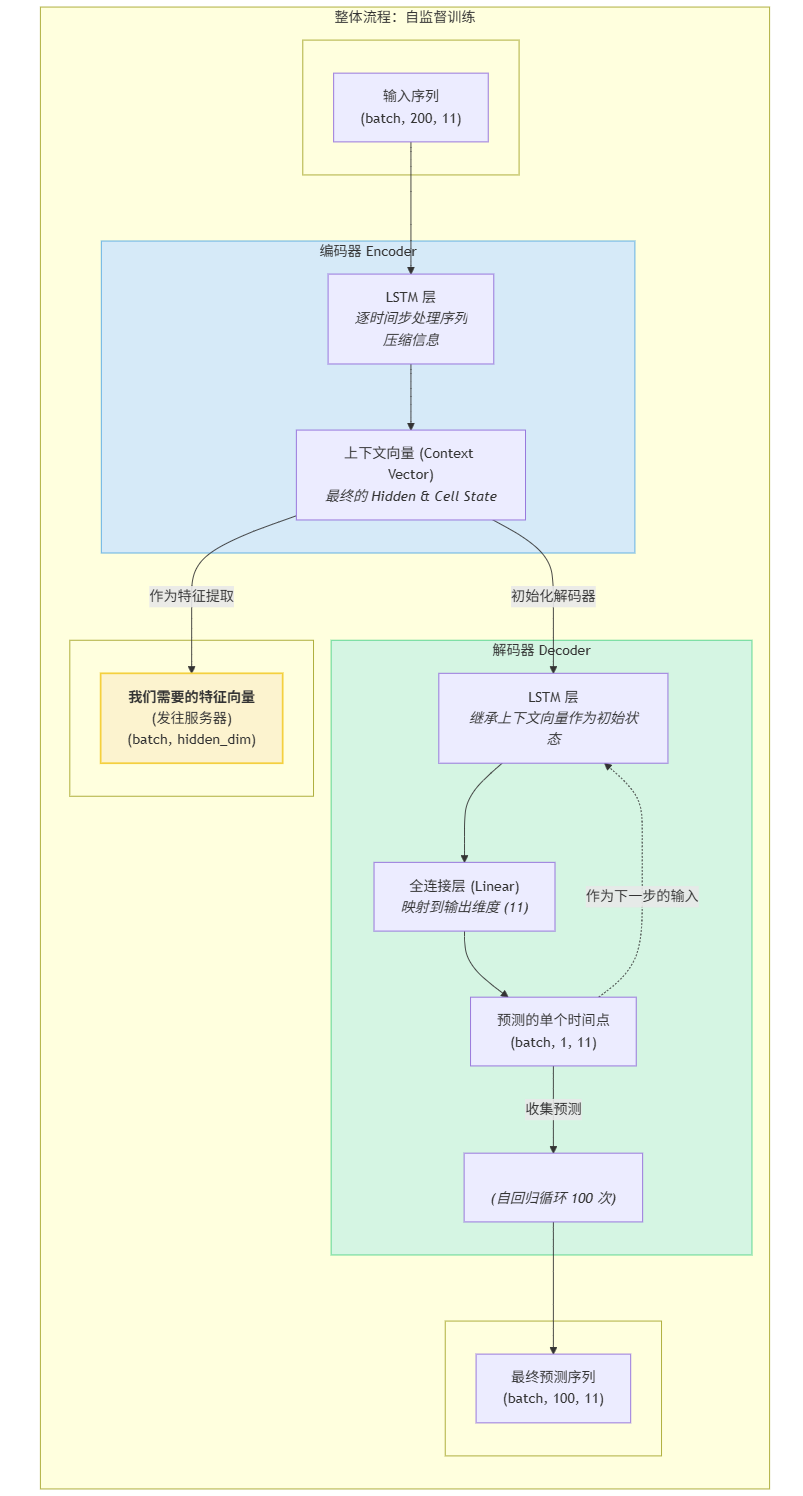 整体流程：自监督训练
输入序列
(batch, 200, 11)
编码器 Encoder
LSTM 层
逐时间步处理序列
压缩信息
上下文向量 (Context
Vector)
最终的 Hidden & Cell State
作为特征提取
初始化解码器
我们需要的特征向量
(发往服务器)
(batch, hidden_dim)
解码器 Decoder
LSTM 层
继承上下文向量作为初始状
态
全连接层 (Linear)
映射到输出维度 (11)
作为下一步的输入
预测的单个时间点
(batch, 1, 11)
收集预测
(自回归循环 100 次)
最终预测序列
(batch, 100, 11)